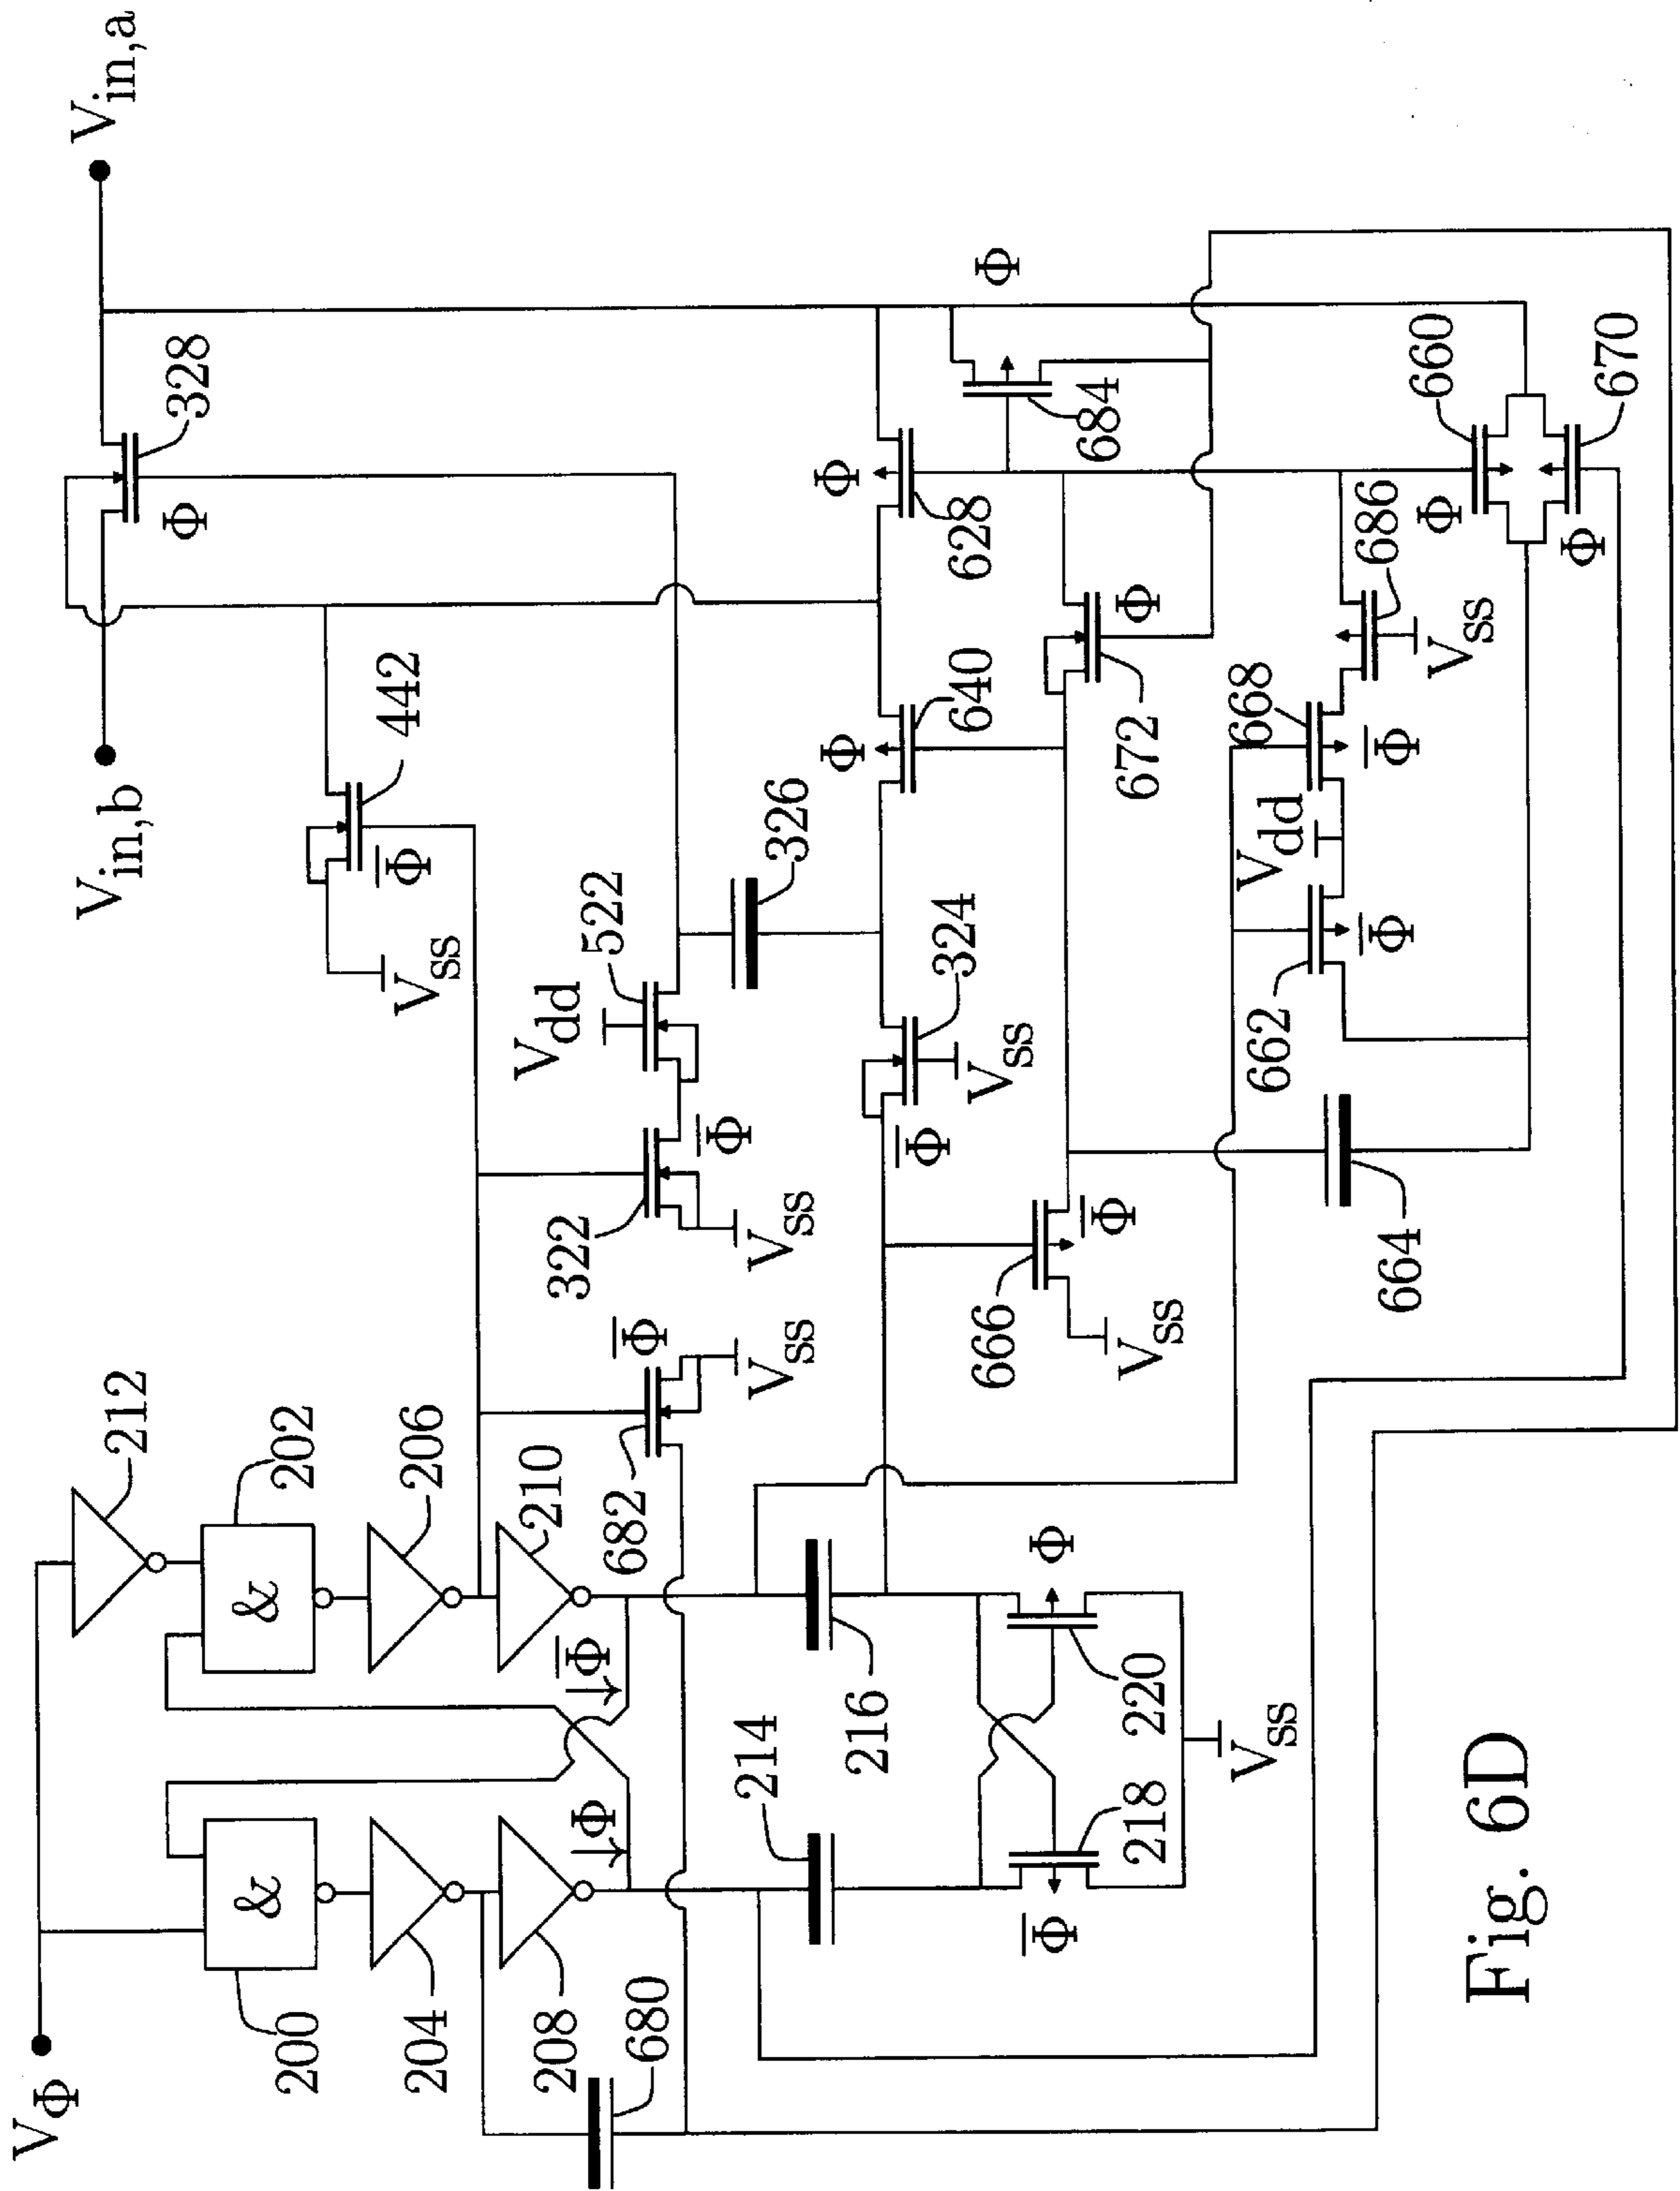 V_Φ
212
&
200
&
202
204
206
208
210
680
Φ
Φ̅
214
216
218
220
Φ̅
Φ
V_ss
682
Φ̅
V_ss
322
Φ̅
V_ss
522
V_dd
442
Φ̅
V_ss
V_in,b
V_in,a
328
Φ
326
324
Φ̅
V_ss
640
Φ
628
Φ
684
Φ
666
Φ̅
V_ss
672
Φ
664
662
Φ̅
V_dd
668
Φ̅
686
V_ss
660
Φ
670
Φ
Fig. 6D